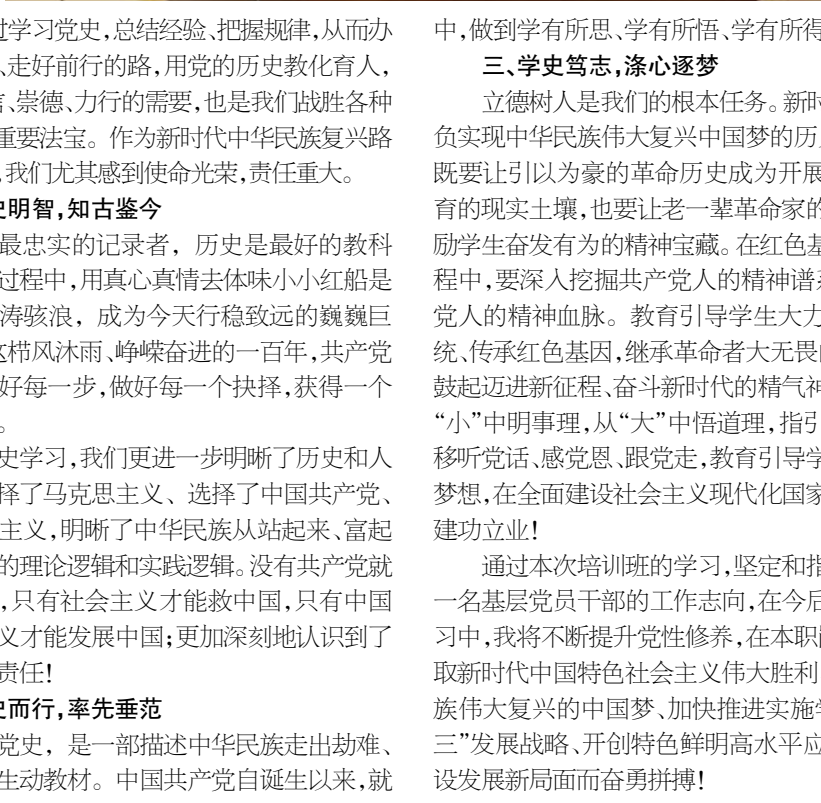 过学习党史,总结经验、把握规律,从而办
、走好前行的路,用党的历史教化育人,
信、崇德、力行的需要,也是我们战胜各种
重要法宝。作为新时代中华民族复兴路
,我们尤其感到使命光荣,责任重大。
史明智,知古鉴今
最忠实的记录者,历史是最好的教科
过程中,用真心真情去体味小小红船是
涛骇浪,成为今天行稳致远的巍巍巨
这栉风沐雨、峥嵘奋进的一百年,共产党
好每一步,做好每一个抉择,获得一个
。
史学习,我们更进一步明晰了历史和人
择了马克思主义、选择了中国共产党、
主义,明晰了中华民族从站起来、富起
的理论逻辑和实践逻辑。没有共产党就
,只有社会主义才能救中国,只有中国
义才能发展中国;更加深刻地认识到了
责任!
史而行,率先垂范
党史,是一部描述中华民族走出劫难、
生动教材。中国共产党自诞生以来,就
中,做到学有所思、学有所悟、学有所得
三、学史笃志,涤心逐梦
立德树人是我们的根本任务。新时
负实现中华民族伟大复兴中国梦的历史
既要让引以为豪的革命历史成为开展
育的现实土壤,也要让老一辈革命家的
励学生奋发有为的精神宝藏。在红色基
程中,要深入挖掘共产党人的精神谱系
党人的精神血脉。教育引导学生大力
统、传承红色基因,继承革命者大无畏的
鼓起迈进新征程、奋斗新时代的精气神
“小”中明事理,从“大”中悟道理,指引
移听党话、感党恩、跟党走,教育引导学
梦想,在全面建设社会主义现代化国家
建功立业!
通过本次培训班的学习,坚定和指
一名基层党员干部的工作志向,在今后
习中,我将不断提升党性修养,在本职岗
取新时代中国特色社会主义伟大胜利
族伟大复兴的中国梦、加快推进实施学
三”发展战略、开创特色鲜明高水平应
设发展新局面而奋勇拼搏!